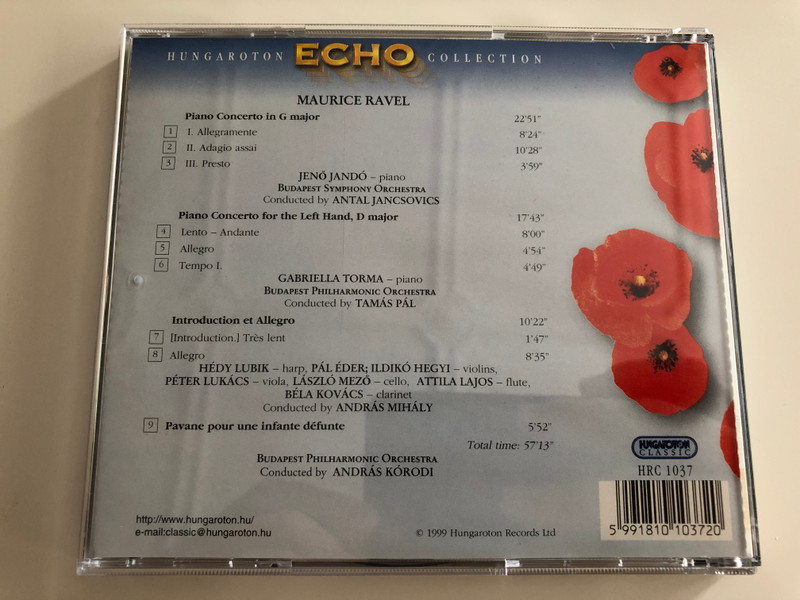 HUNGAROTON ECHO COLLECTION
MAURICE RAVEL
Piano Concerto in G major 22'51"
1 I. Allegramente 8'24"
2 II. Adagio assai 10'28"
3 III. Presto 3'59"
JENŐ JANDÓ – piano
BUDAPEST SYMPHONY ORCHESTRA
Conducted by ANTAL JANCSOVICS
Piano Concerto for the Left Hand, D major 17'43"
4 Lento – Andante 8'00"
5 Allegro 4'54"
6 Tempo I. 4'49"
GABRIELLA TORMA – piano
BUDAPEST PHILHARMONIC ORCHESTRA
Conducted by TAMÁS PÁL
Introduction et Allegro 10'22"
7 [Introduction.] Très lent 1'47"
8 Allegro 8'35"
HÉDY LUBIK – harp, PÁL ÉDER; ILDIKÓ HEGYI – violins,
PÉTER LUKÁCS – viola, LÁSZLÓ MEZŐ – cello, ATTILA LAJOS – flute,
BÉLA KOVÁCS – clarinet
Conducted by ANDRÁS MIHÁLY
9 Pavane pour une infante défunte 5'52"
Total time: 57'13"
BUDAPEST PHILHARMONIC ORCHESTRA
Conducted by ANDRÁS KÓRODI
HUNGAROTON
CLASSIC
HRC 1037
5 991810 103720
http://www.hungaroton.hu/
e-mail:classic@hungaroton.hu
© 1999 Hungaroton Records Ltd